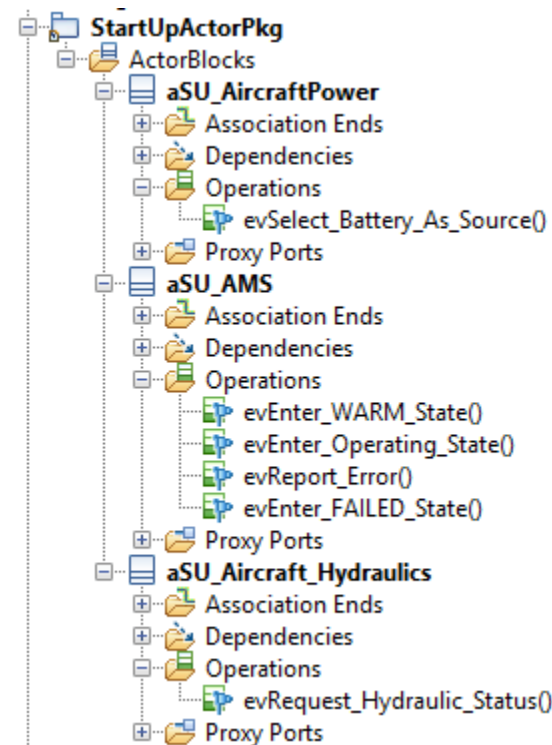 StartUpActorPkg
ActorBlocks
aSU_AircraftPower
Association Ends
Dependencies
Operations
evSelect_Battery_As_Source()
Proxy Ports
aSU_AMS
Association Ends
Dependencies
Operations
evEnter_WARM_State()
evEnter_Operating_State()
evReport_Error()
evEnter_FAILED_State()
Proxy Ports
aSU_Aircraft_Hydraulics
Association Ends
Dependencies
Operations
evRequest_Hydraulic_Status()
Proxy Ports